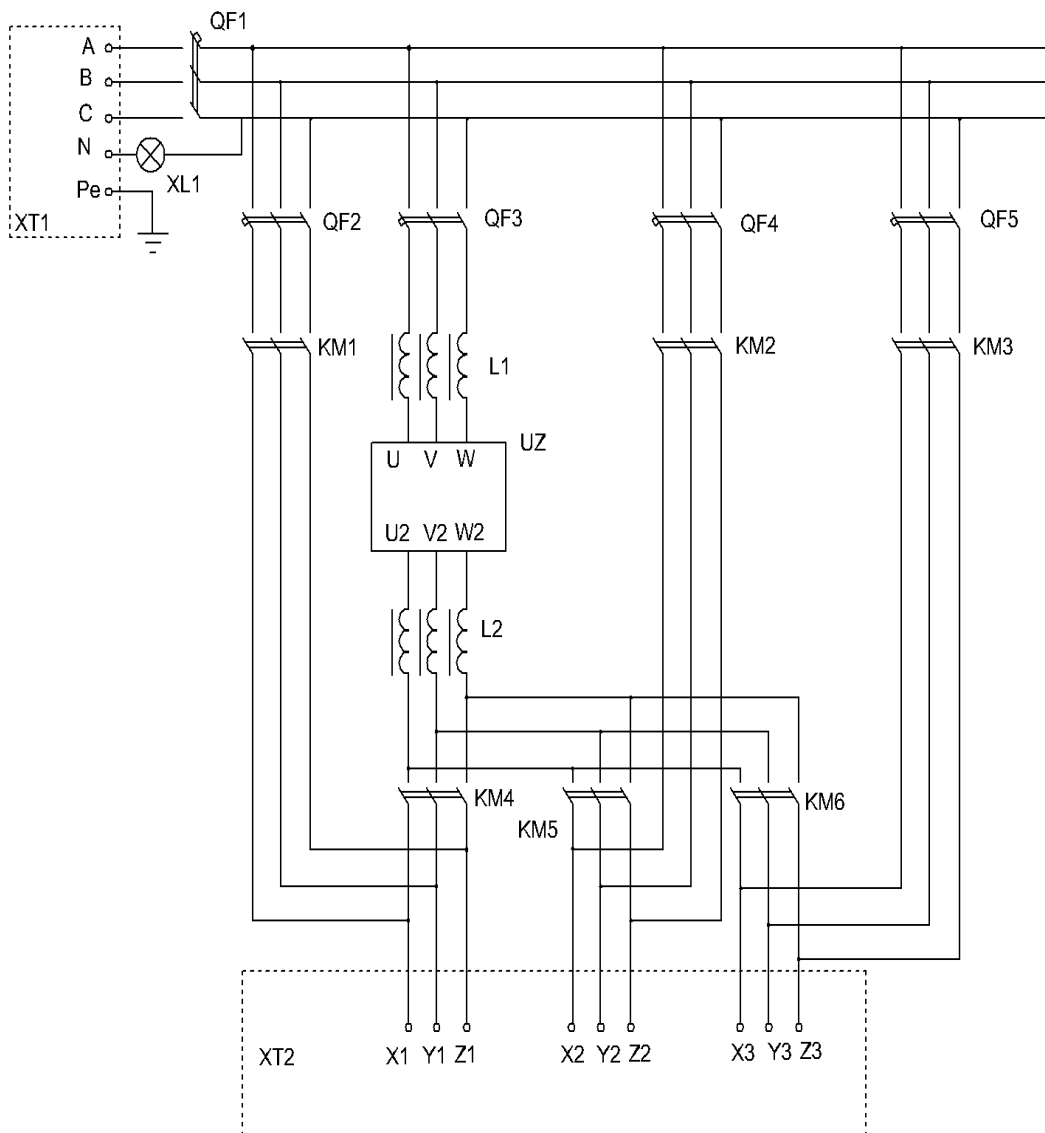 QF1
A
B
C
N
XL1
Pe
XT1
QF2
QF3
QF4
QF5
KM1
L1
KM2
KM3
UZ
U V W
U2 V2 W2
L2
KM4
KM5
KM6
XT2
X1 Y1 Z1 X2 Y2 Z2 X3 Y3 Z3